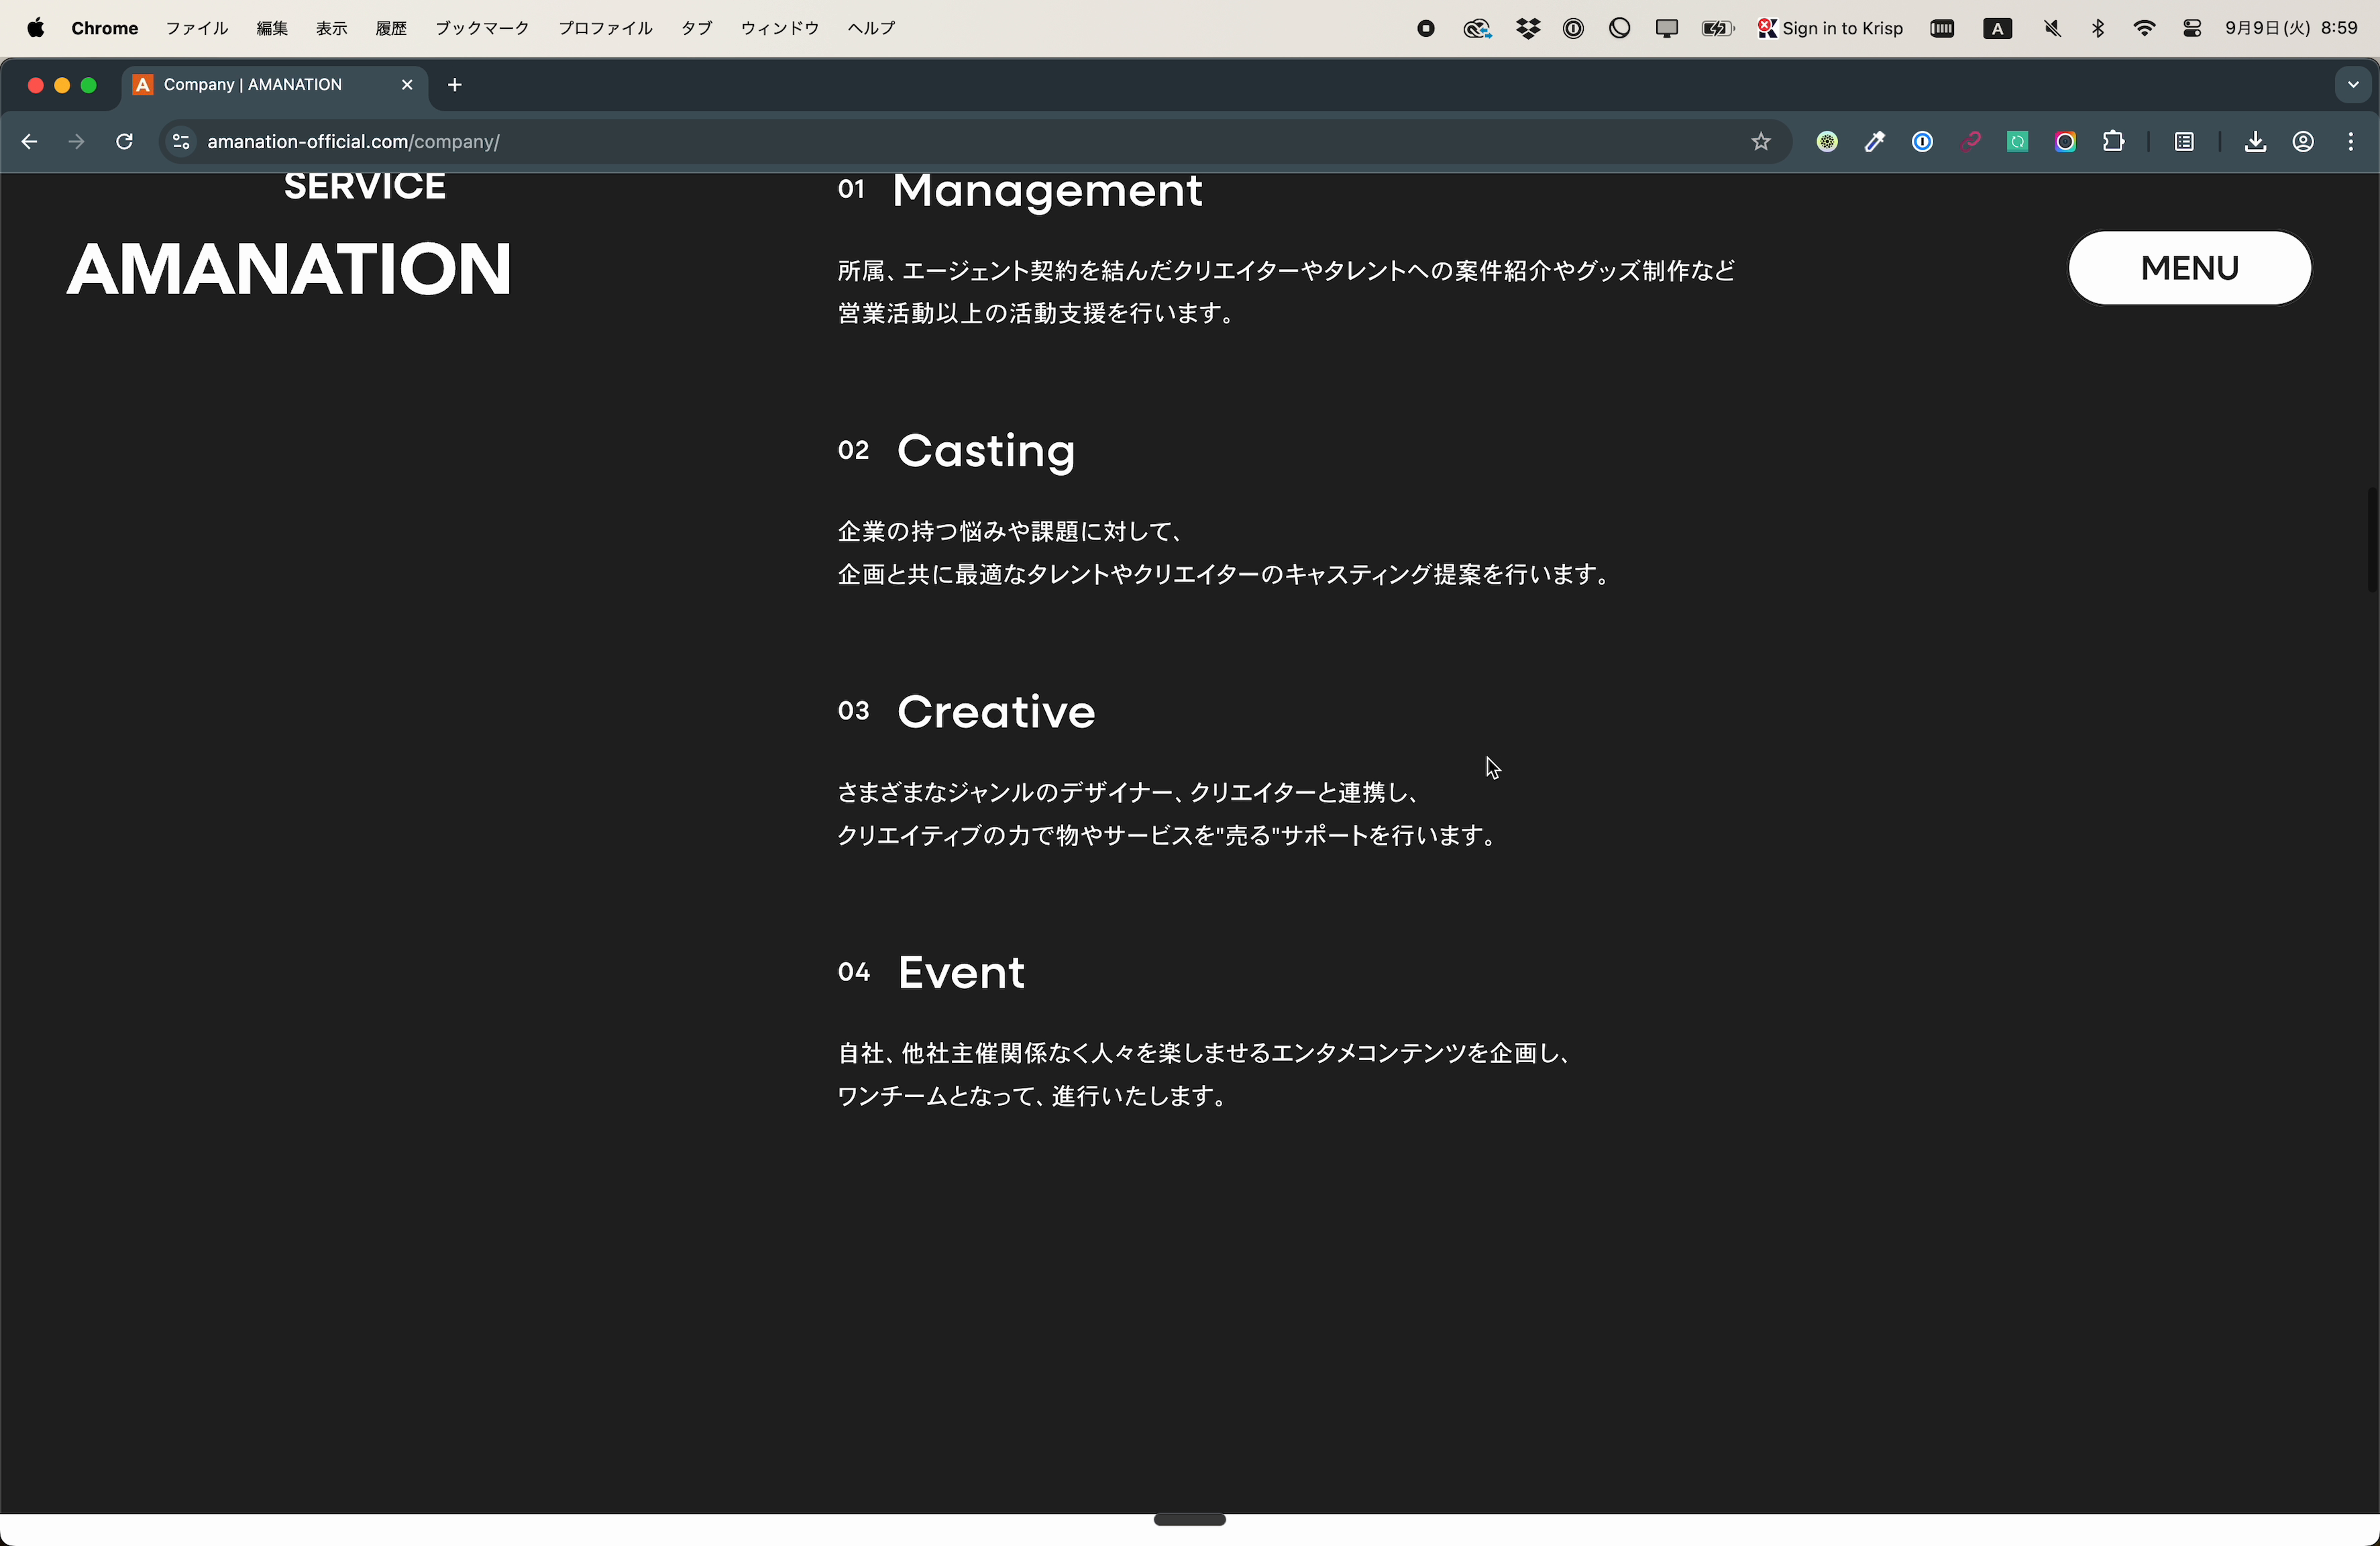 Chrome ファイル 編集 表示 履歴 ブックマーク プロファイル タブ ウィンドウ ヘルプ Sign in to Krisp A 9月9日(火) 8:59
A Company | AMANATION
amanation-official.com/company/
SERVICE
AMANATION
MENU
01 Management
所属、エージェント契約を結んだクリエイターやタレントへの案件紹介やグッズ制作など
営業活動以上の活動支援を行います。
02 Casting
企業の持つ悩みや課題に対して、
企画と共に最適なタレントやクリエイターのキャスティング提案を行います。
03 Creative
さまざまなジャンルのデザイナー、クリエイターと連携し、
クリエイティブの力で物やサービスを"売る"サポートを行います。
04 Event
自社、他社主催関係なく人々を楽しませるエンタメコンテンツを企画し、
ワンチームとなって、進行いたします。